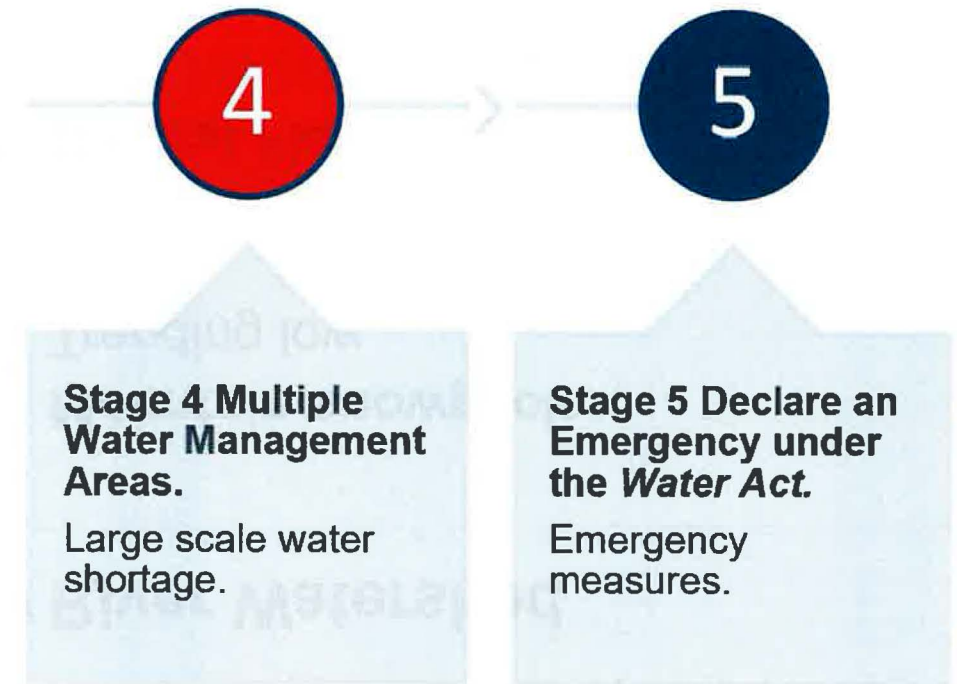 4
5
Stage 4 Multiple
Water Management
Areas.
Large scale water
shortage.
Stage 5 Declare an
Emergency under
the Water Act.
Emergency
measures.